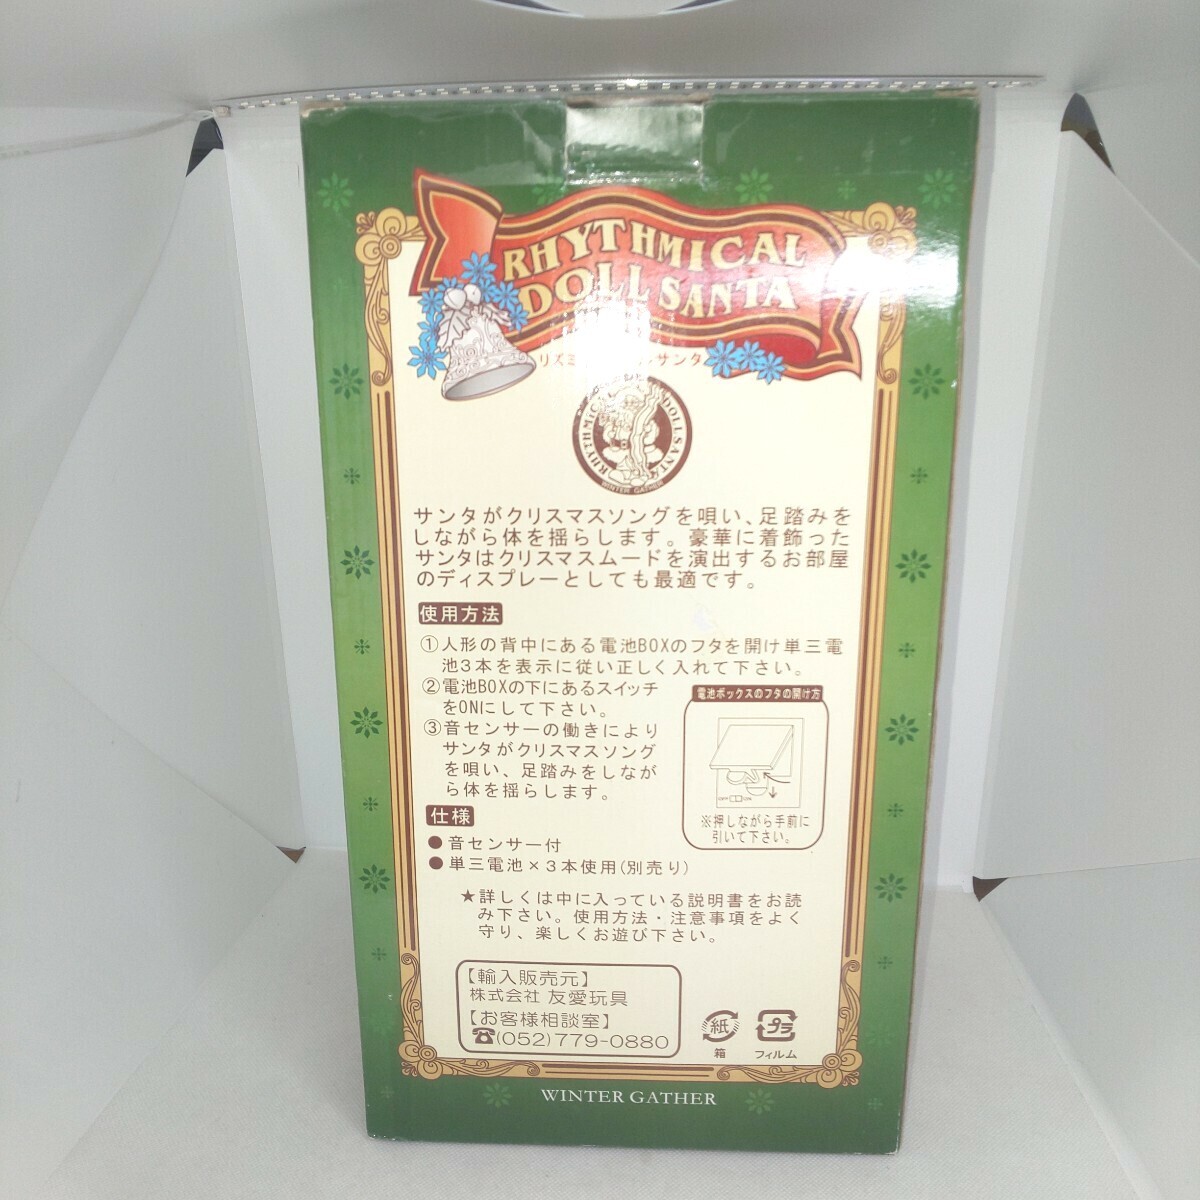 RHYTHMICAL
DOLL SANTA
リズミ サンタ
RHYTHMICAL DOLL SANTA
WINTER GATHER
サンタがクリスマスソングを唄い、足踏みを
しながら体を揺らします。豪華に着飾った
サンタはクリスマスムードを演出するお部屋
のディスプレーとしても最適です。
使用方法
①人形の背中にある電池BOXのフタを開け単三電
池3本を表示に従い正しく入れて下さい。
②電池BOXの下にあるスイッチ
をONにして下さい。
③音センサーの働きにより
サンタがクリスマスソング
を唄い、足踏みをしなが
ら体を揺らします。
電池ボックスのフタの開け方
OFF ON
※押しながら手前に
引いて下さい。
仕様
●音センサー付
●単三電池×3本使用(別売り)
★詳しくは中に入っている説明書をお読
み下さい。使用方法・注意事項をよく
守り、楽しくお遊び下さい。
【輸入販売元】
株式会社 友愛玩具
【お客様相談室】
☎(052)779-0880
紙
箱
プラ
フィルム
WINTER GATHER